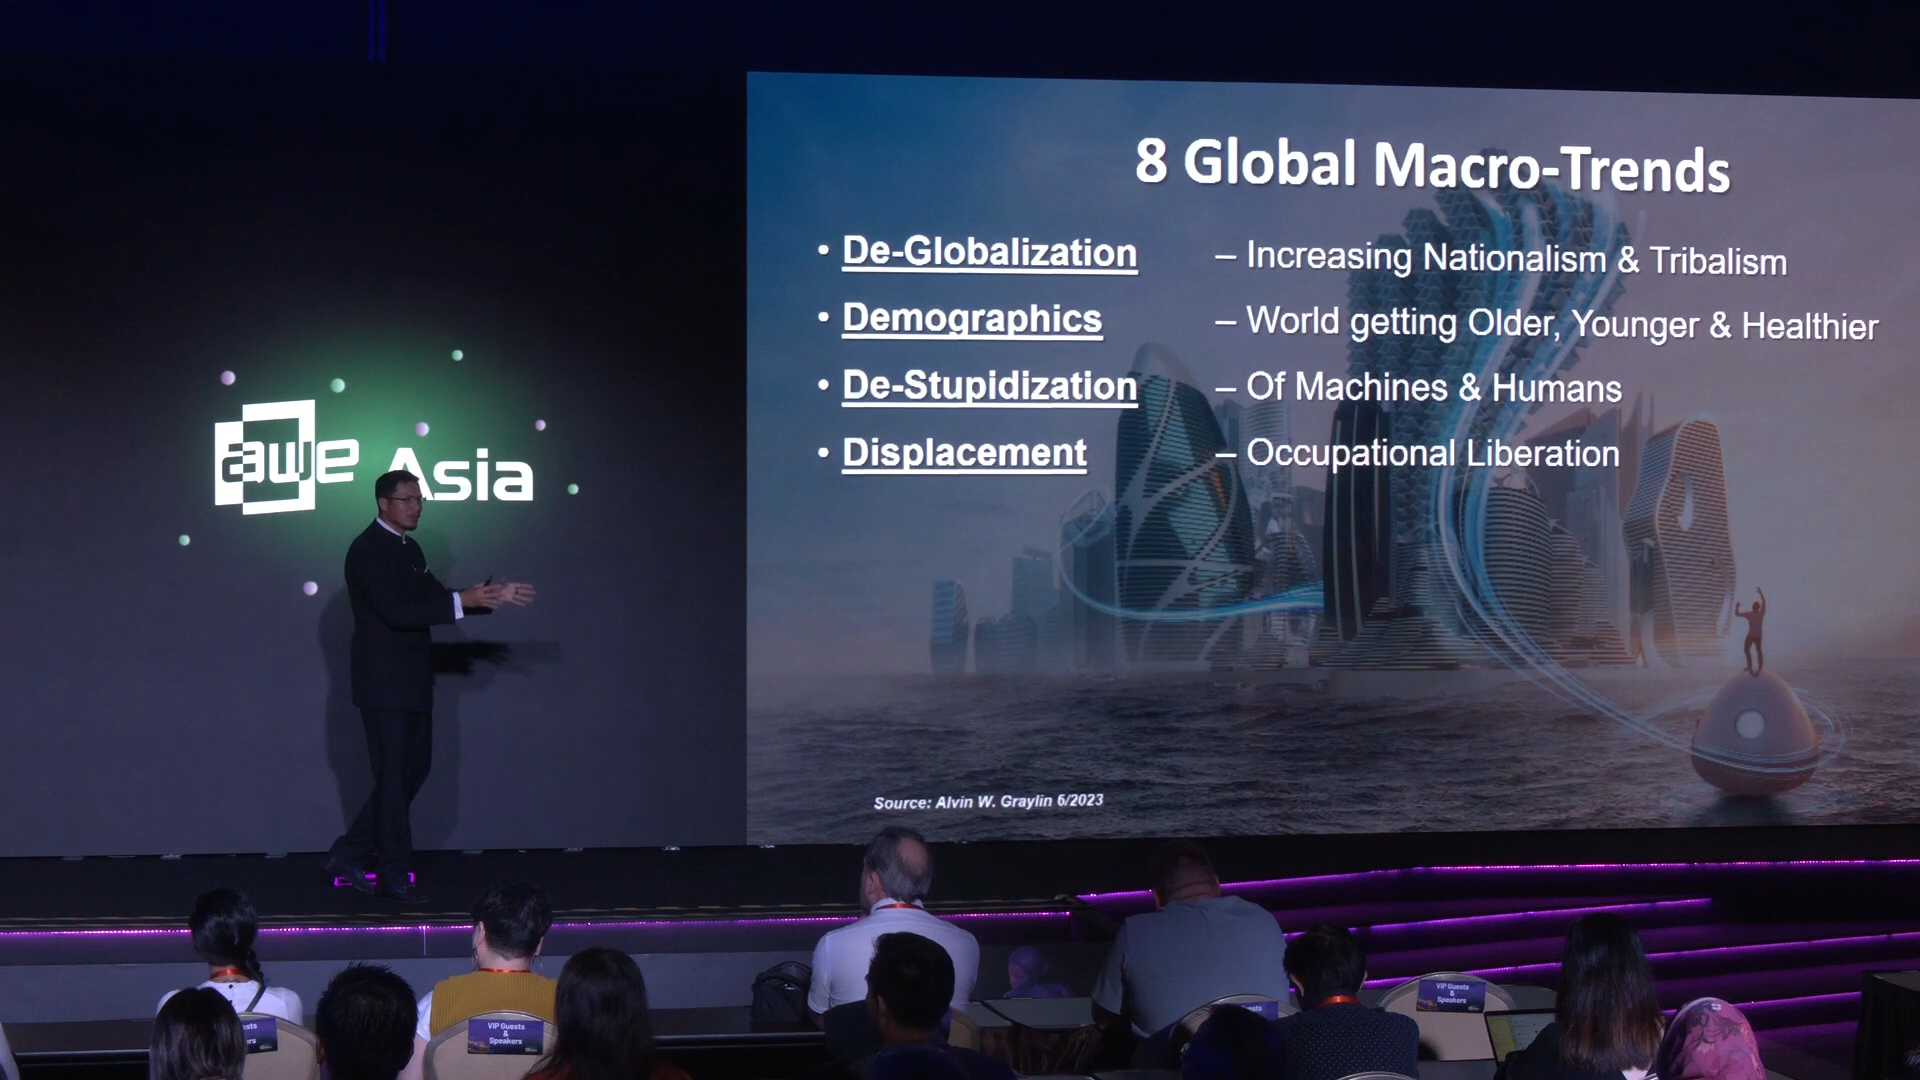 awe Asia
8 Global Macro-Trends
• De-Globalization – Increasing Nationalism & Tribalism
• Demographics – World getting Older, Younger & Healthier
• De-Stupidization – Of Machines & Humans
• Displacement – Occupational Liberation
Source: Alvin W. Graylin 6/2023
VIP Guests
&
Speakers
VIP Guests
&
Speakers